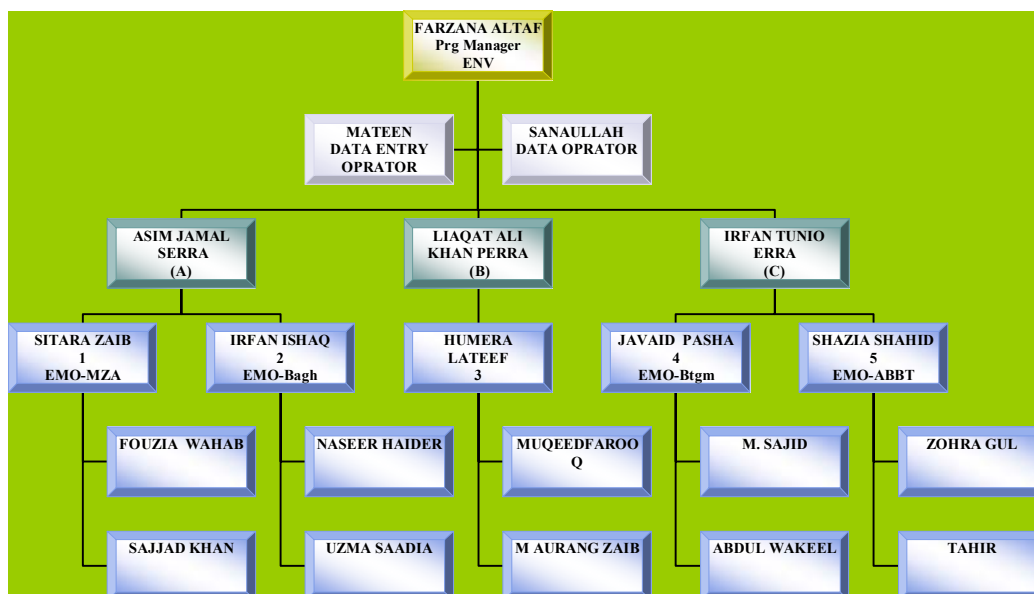 FARZANA ALTAF
Prg Manager
ENV
MATEEN
DATA ENTRY
OPRATOR
SANAULLAH
DATA OPRATOR
ASIM JAMAL
SERRA
(A)
LIAQAT ALI
KHAN PERRA
(B)
IRFAN TUNIO
ERRA
(C)
SITARA ZAIB
1
EMO-MZA
IRFAN ISHAQ
2
EMO-Bagh
HUMERA
LATEEF
3
JAVAID PASHA
4
EMO-Btgm
SHAZIA SHAHID
5
EMO-ABBT
FOUZIA WAHAB
NASEER HAIDER
MUQEEDFAROO
Q
M. SAJID
ZOHRA GUL
SAJJAD KHAN
UZMA SAADIA
M AURANG ZAIB
ABDUL WAKEEL
TAHIR